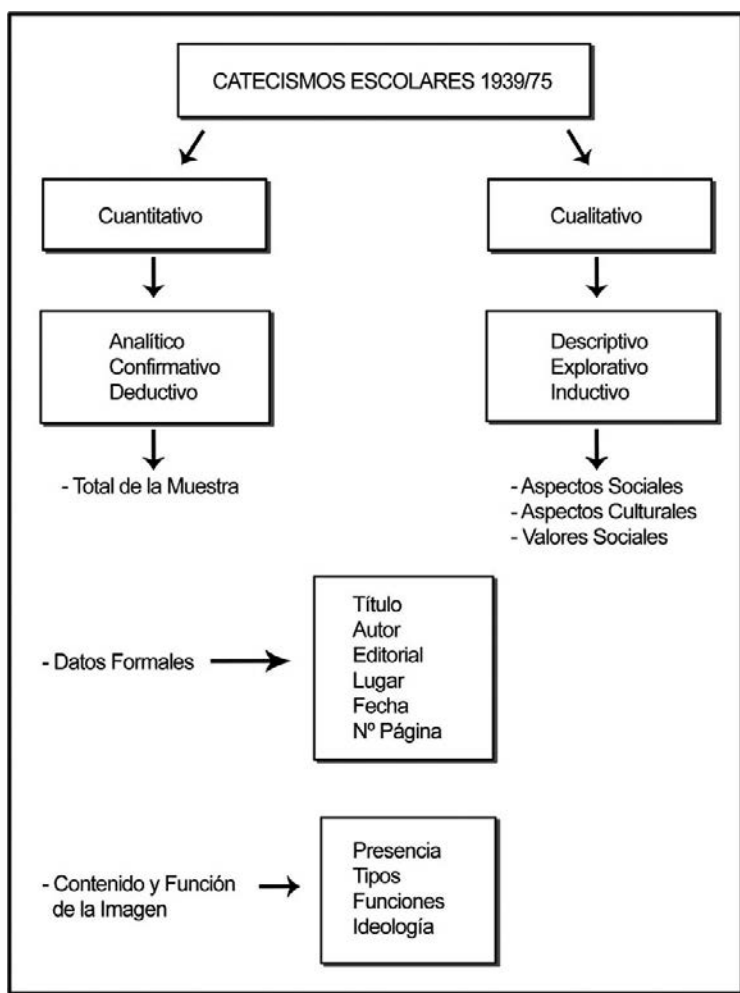 CATECISMOS ESCOLARES 1939/75
Cuantitativo
Cualitativo
Analítico
Confirmativo
Deductivo
Descriptivo
Explorativo
Inductivo
- Total de la Muestra
- Aspectos Sociales
- Aspectos Culturales
- Valores Sociales
- Datos Formales
Título
Autor
Editorial
Lugar
Fecha
Nº Página
- Contenido y Función
de la Imagen
Presencia
Tipos
Funciones
Ideología